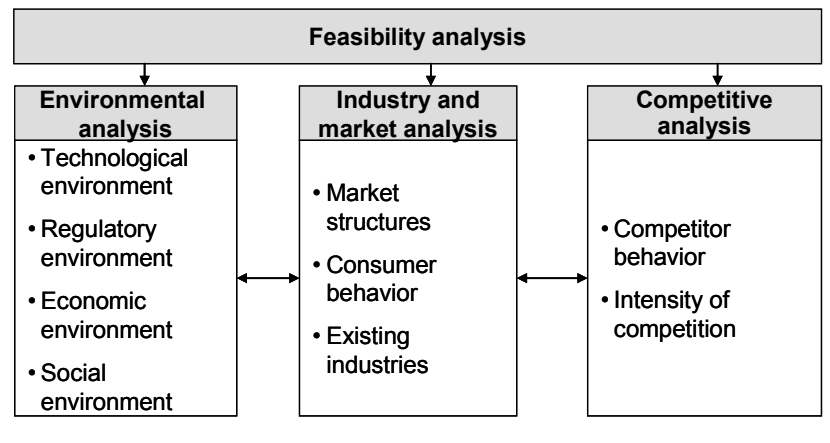 Feasibility analysis
Environmental
analysis
• Technological
environment
• Regulatory
environment
• Economic
environment
• Social
environment
Industry and
market analysis
• Market
structures
• Consumer
behavior
• Existing
industries
Competitive
analysis
• Competitor
behavior
• Intensity of
competition